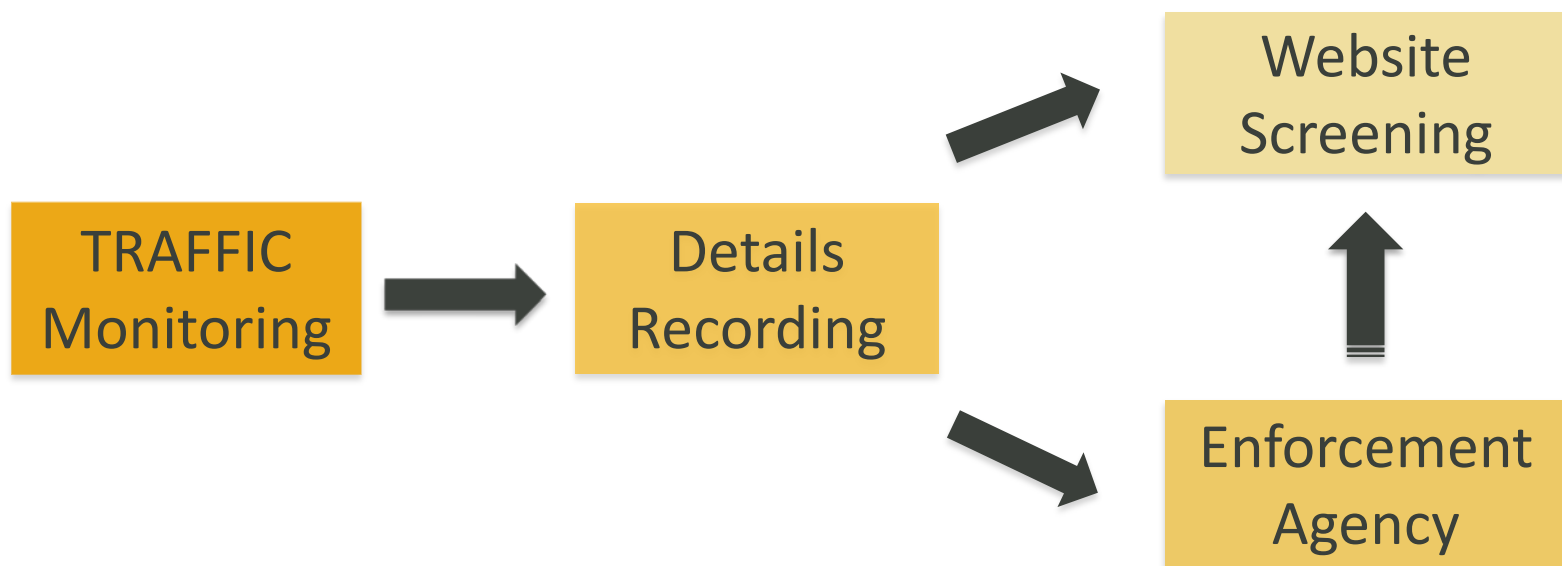 TRAFFIC
Monitoring
Details
Recording
Website
Screening
Enforcement
Agency